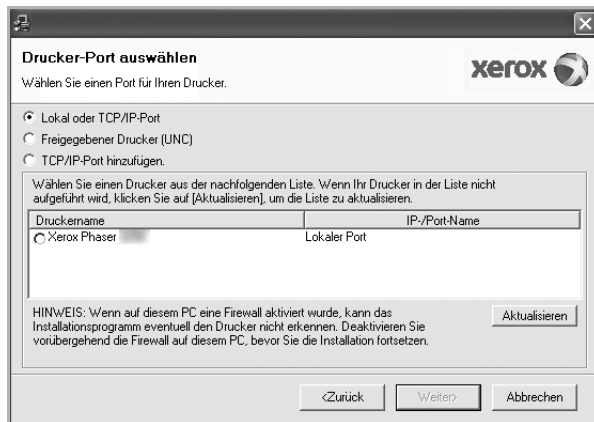 Drucker-Port auswählen
Wählen Sie einen Port für Ihren Drucker.
xerox
Lokal oder TCP/IP-Port
Freigegebener Drucker (UNC)
TCP/IP-Port hinzufügen.
Wählen Sie einen Drucker aus der nachfolgenden Liste. Wenn Ihr Drucker in der Liste nicht
aufgeführt wird, klicken Sie auf [Aktualisieren], um die Liste zu aktualisieren.
Druckername IP-/Port-Name
Xerox Phaser Lokaler Port
HINWEIS: Wenn auf diesem PC eine Firewall aktiviert wurde, kann das
Installationsprogramm eventuell den Drucker nicht erkennen. Deaktivieren Sie
vorübergehend die Firewall auf diesem PC, bevor Sie die Installation fortsetzen.
Aktualisieren
<Zurück Weiter> Abbrechen